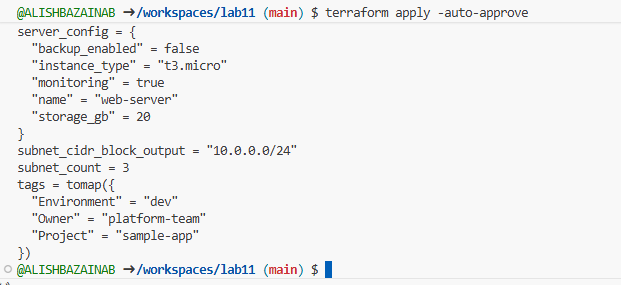 @ALISHBAZAINAB ➜/workspaces/lab11 (main) $ terraform apply -auto-approve
server_config = {
  "backup_enabled" = false
  "instance_type" = "t3.micro"
  "monitoring" = true
  "name" = "web-server"
  "storage_gb" = 20
}
subnet_cidr_block_output = "10.0.0.0/24"
subnet_count = 3
tags = tomap({
  "Environment" = "dev"
  "Owner" = "platform-team"
  "Project" = "sample-app"
})
@ALISHBAZAINAB ➜/workspaces/lab11 (main) $